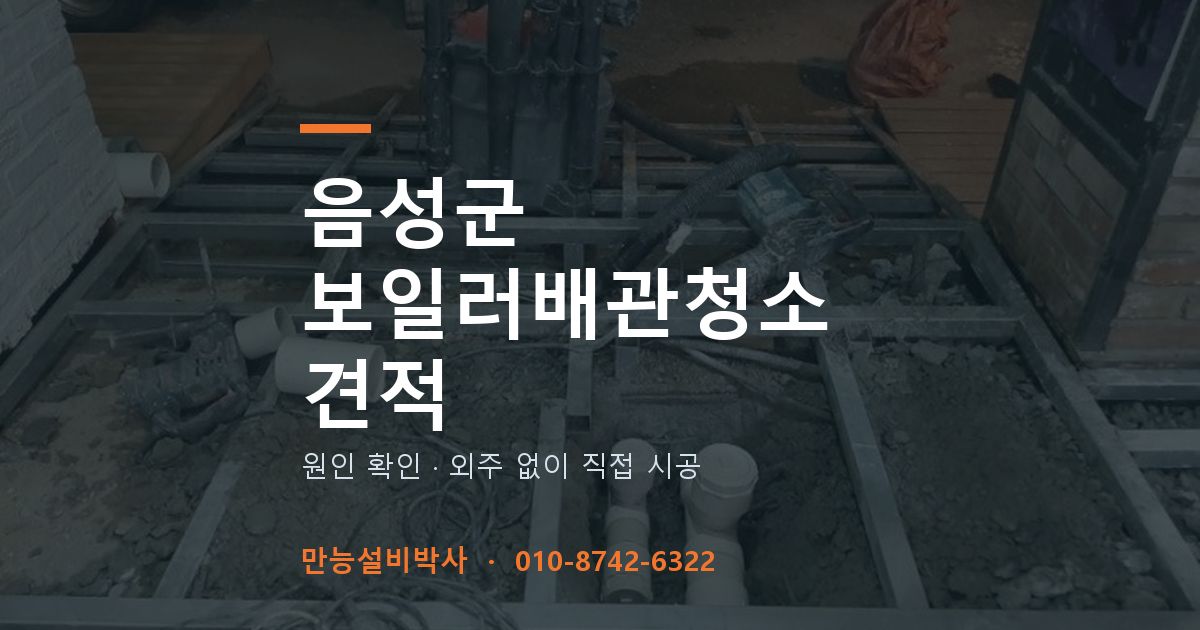 음성군
보일러배관청소
견적
원인 확인 · 외주 없이 직접 시공
만능설비박사 · 010-8742-6322